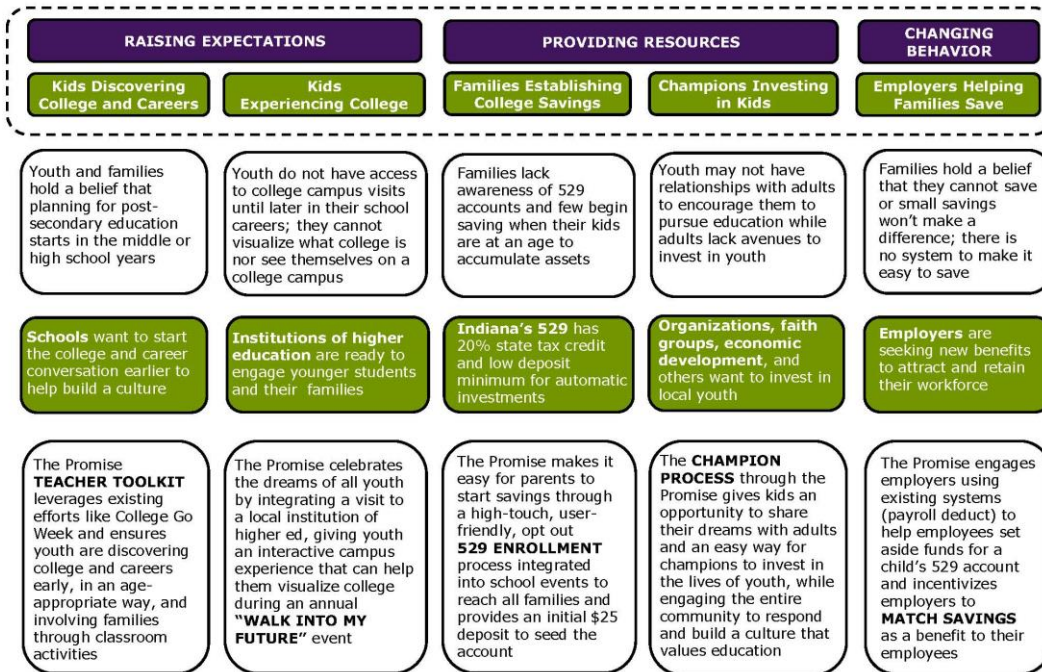 RAISING EXPECTATIONS
PROVIDING RESOURCES
CHANGING
BEHAVIOR
Kids Discovering
College and Careers
Kids
Experiencing College
Families Establishing
College Savings
Champions Investing
in Kids
Employers Helping
Families Save
Youth and families
hold a belief that
planning for post-
secondary education
starts in the middle or
high school years
Youth do not have access
to college campus visits
until later in their school
careers; they cannot
visualize what college is
nor see themselves on a
college campus
Families lack
awareness of 529
accounts and few begin
saving when their kids
are at an age to
accumulate assets
Youth may not have
relationships with adults
to encourage them to
pursue education while
adults lack avenues to
invest in youth
Families hold a belief
that they cannot save
or small savings
won't make a
difference; there is
no system to make it
easy to save
Schools want to start
the college and career
conversation earlier to
help build a culture
Institutions of higher
education are ready to
engage younger students
and their families
Indiana's 529 has
20% state tax credit
and low deposit
minimum for automatic
investments
Organizations, faith
groups, economic
development, and
others want to invest in
local youth
Employers are
seeking new benefits
to attract and retain
their workforce
The Promise
TEACHER TOOLKIT
leverages existing
efforts like College Go
Week and ensures
youth are discovering
college and careers
early, in an age-
appropriate way, and
involving families
through classroom
activities
The Promise celebrates
the dreams of all youth
by integrating a visit to
a local institution of
higher ed, giving youth
an interactive campus
experience that can help
them visualize college
during an annual
"WALK INTO MY
FUTURE" event
The Promise makes it
easy for parents to
start savings through
a high-touch, user-
friendly, opt out
529 ENROLLMENT
process integrated
into school events to
reach all families and
provides an initial $25
deposit to seed the
account
The CHAMPION
PROCESS through the
Promise gives kids an
opportunity to share
their dreams with adults
and an easy way for
champions to invest
in the lives of youth, while
engaging the entire
community to respond
and build a culture that
values education
The Promise engages
employers using
existing systems
(payroll deduct) to
help employees set
aside funds for a
child's 529 account
and incentivizes
employers to
MATCH SAVINGS
as a benefit to their
employees